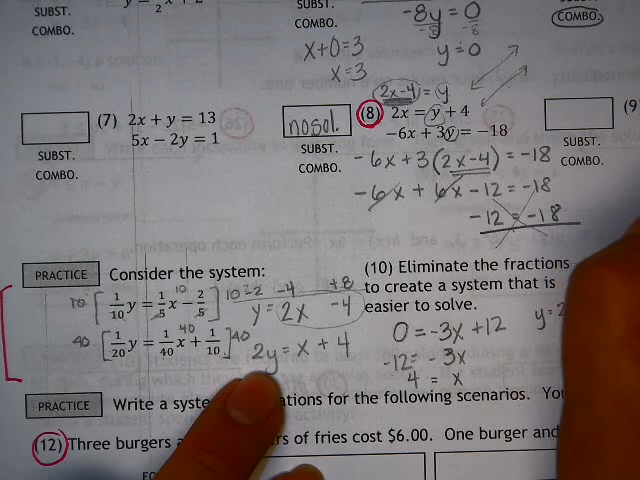 SUBST.
COMBO.
SUBST.
COMBO.
-8y = 0
-8 -8
x+0=3
x=3
y=0
COMBO.
(7) 2x + y = 13
5x − 2y = 1
SUBST.
COMBO.
no sol.
SUBST.
COMBO.
2x-4 = y
(8) 2x = y + 4
-6x + 3y = -18
-6x + 3(2x-4) = -18
-6x + 6x -12 = -18
-12 = -18
(9)
SUBST.
COMBO.
PRACTICE Consider the system:
10 [ 1/10 y = 1/5 x − 2/5 ] 10
-4 +8
y = 2x -4
40 [ 1/20 y = 1/40 x + 1/10 ] 40
2y = x + 4
(10) Eliminate the fractions
to create a system that is
easier to solve.
0 = -3x +12
-12 = -3x
4 = x
PRACTICE Write a syste ations for the following scenarios.
(12) Three burgers rs of fries cost $6.00. One burger and